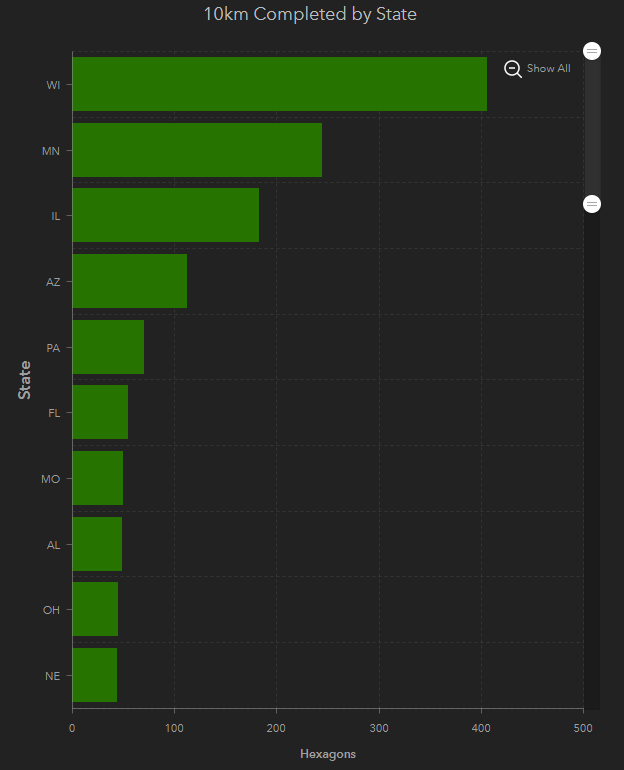 10km Completed by State
Show All
WI
MN
IL
AZ
PA
FL
MO
AL
OH
NE
State
0 100 200 300 400 500
Hexagons